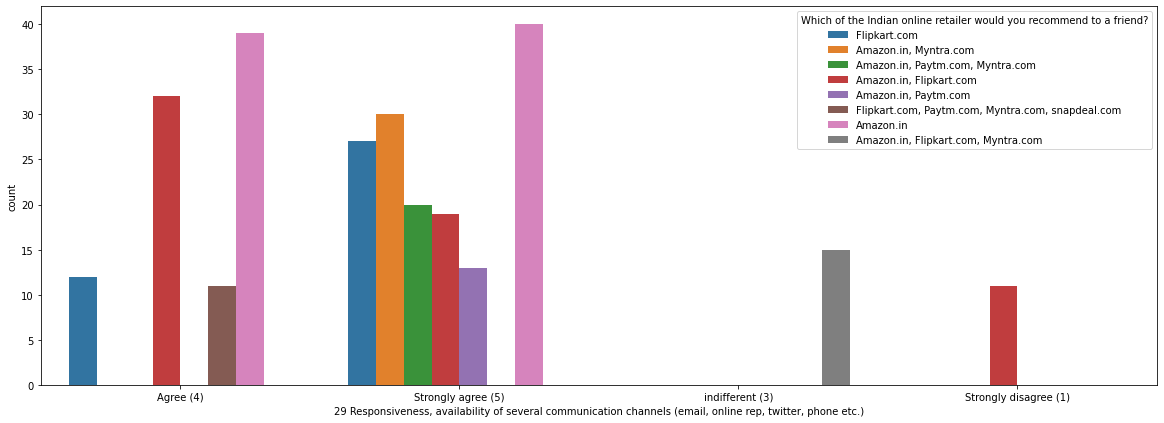 Which of the Indian online retailer would you recommend to a friend?
Flipkart.com
Amazon.in, Myntra.com
Amazon.in, Paytm.com, Myntra.com
Amazon.in, Flipkart.com
Amazon.in, Paytm.com
Flipkart.com, Paytm.com, Myntra.com, snapdeal.com
Amazon.in
Amazon.in, Flipkart.com, Myntra.com
count
40
35
30
25
20
15
10
5
0
Agree (4)
Strongly agree (5)
indifferent (3)
Strongly disagree (1)
29 Responsiveness, availability of several communication channels (email, online rep, twitter, phone etc.)